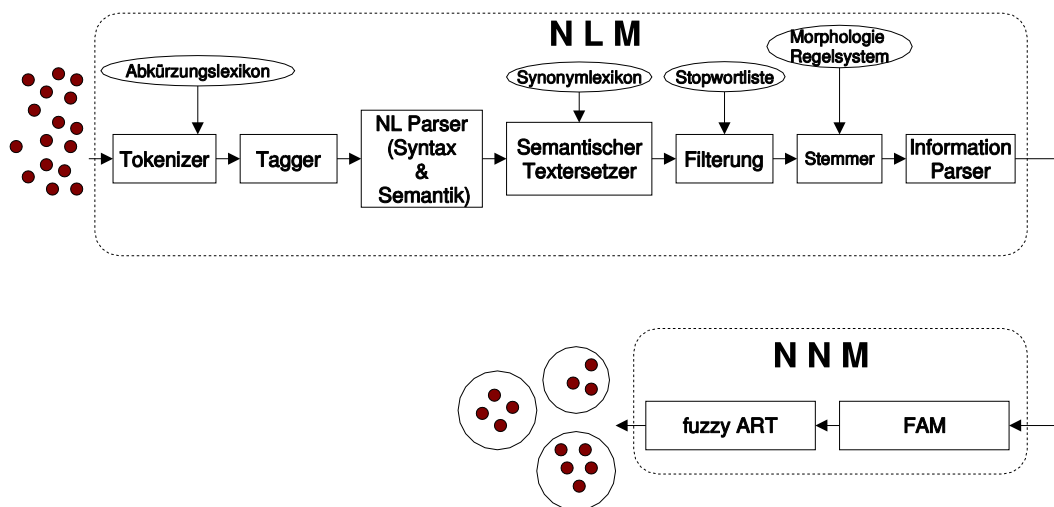 N L M
Abkürzungslexikon
Synonymlexikon
Stopwortliste
Morphologie
Regelsystem
Tokenizer
Tagger
NL Parser
(Syntax
&
Semantik)
Semantischer
Textersetzer
Filterung
Stemmer
Information
Parser
N N M
fuzzy ART
FAM